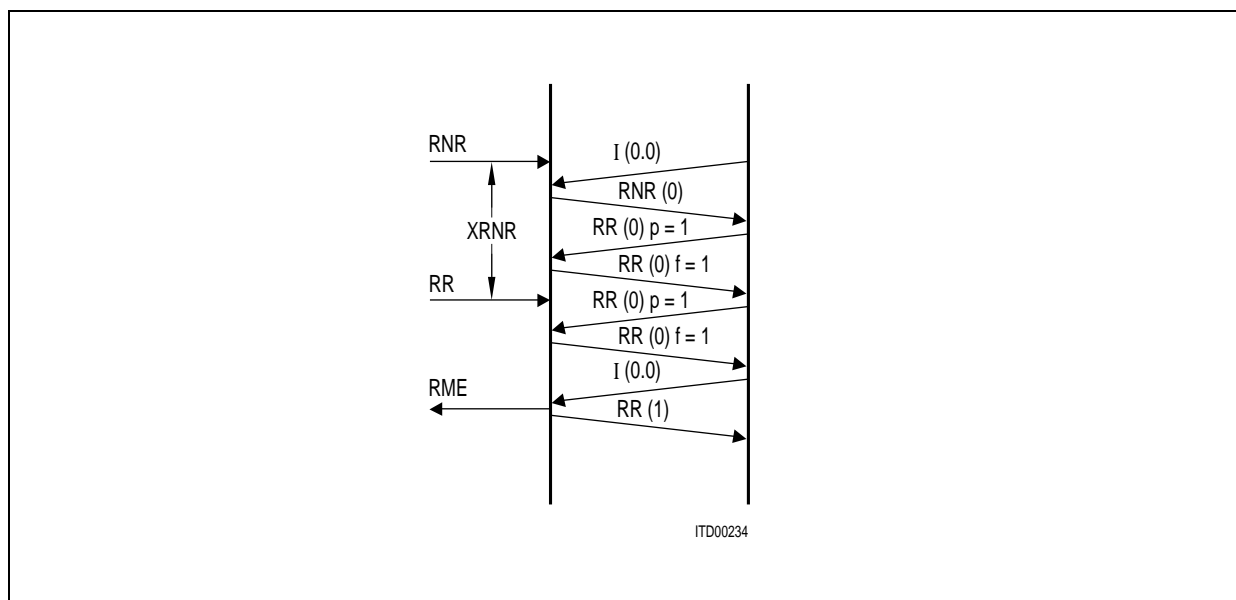 RNR
I (0.0)
RNR (0)
XRNR
RR (0) p = 1
RR (0) f = 1
RR
RR (0) p = 1
RR (0) f = 1
I (0.0)
RME
RR (1)
ITD00234